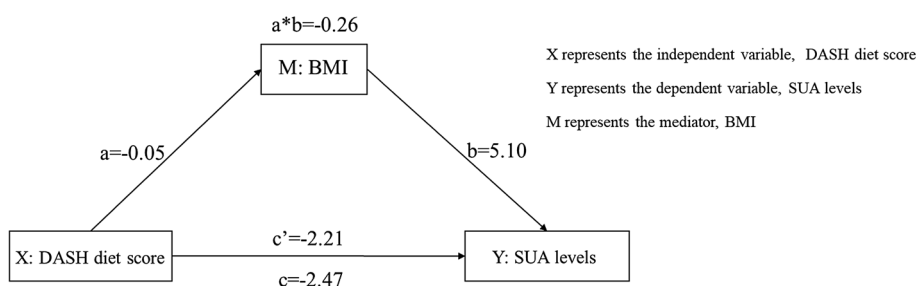 a*b=-0.26
M: BMI
X represents the independent variable, DASH diet score
Y represents the dependent variable, SUA levels
M represents the mediator, BMI
a=-0.05
b=5.10
X: DASH diet score
c’=-2.21
c=-2.47
Y: SUA levels